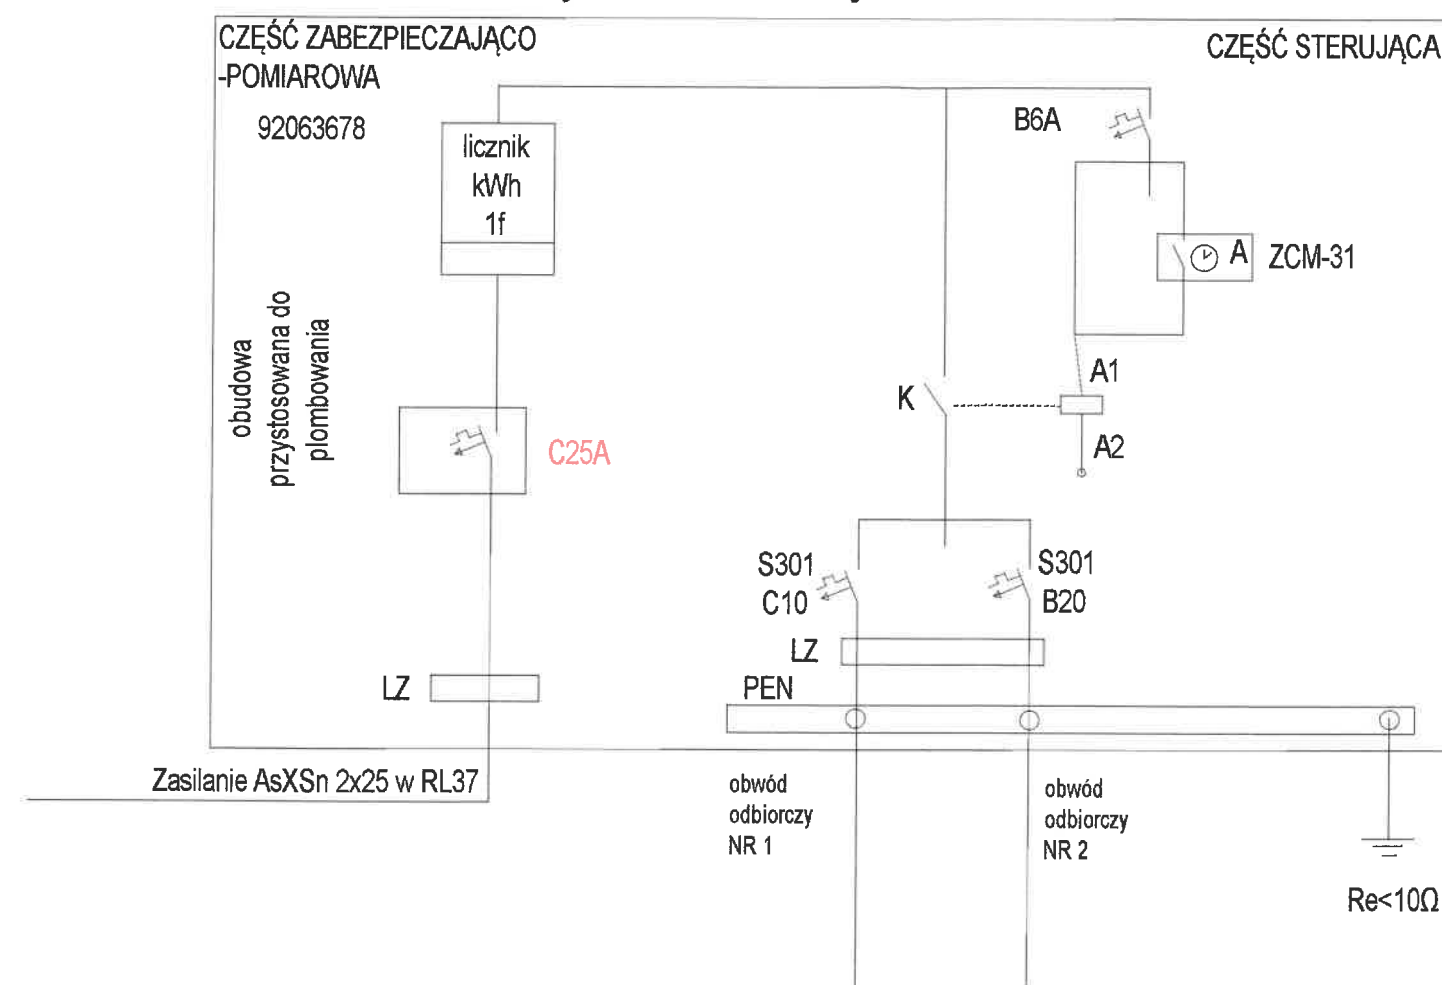 CZĘŚĆ ZABEZPIECZAJĄCO
-POMIAROWA
92063678
CZĘŚĆ STERUJĄCA
licznik
kWh
1f
B6A
A
ZCM-31
obudowa
przystosowana do
plombowania
C25A
K
A1
A2
S301
C10
S301
B20
LZ
LZ
PEN
Zasilanie AsXSn 2x25 w RL37
obwód
odbiorczy
NR 1
obwód
odbiorczy
NR 2
Re<10Ω